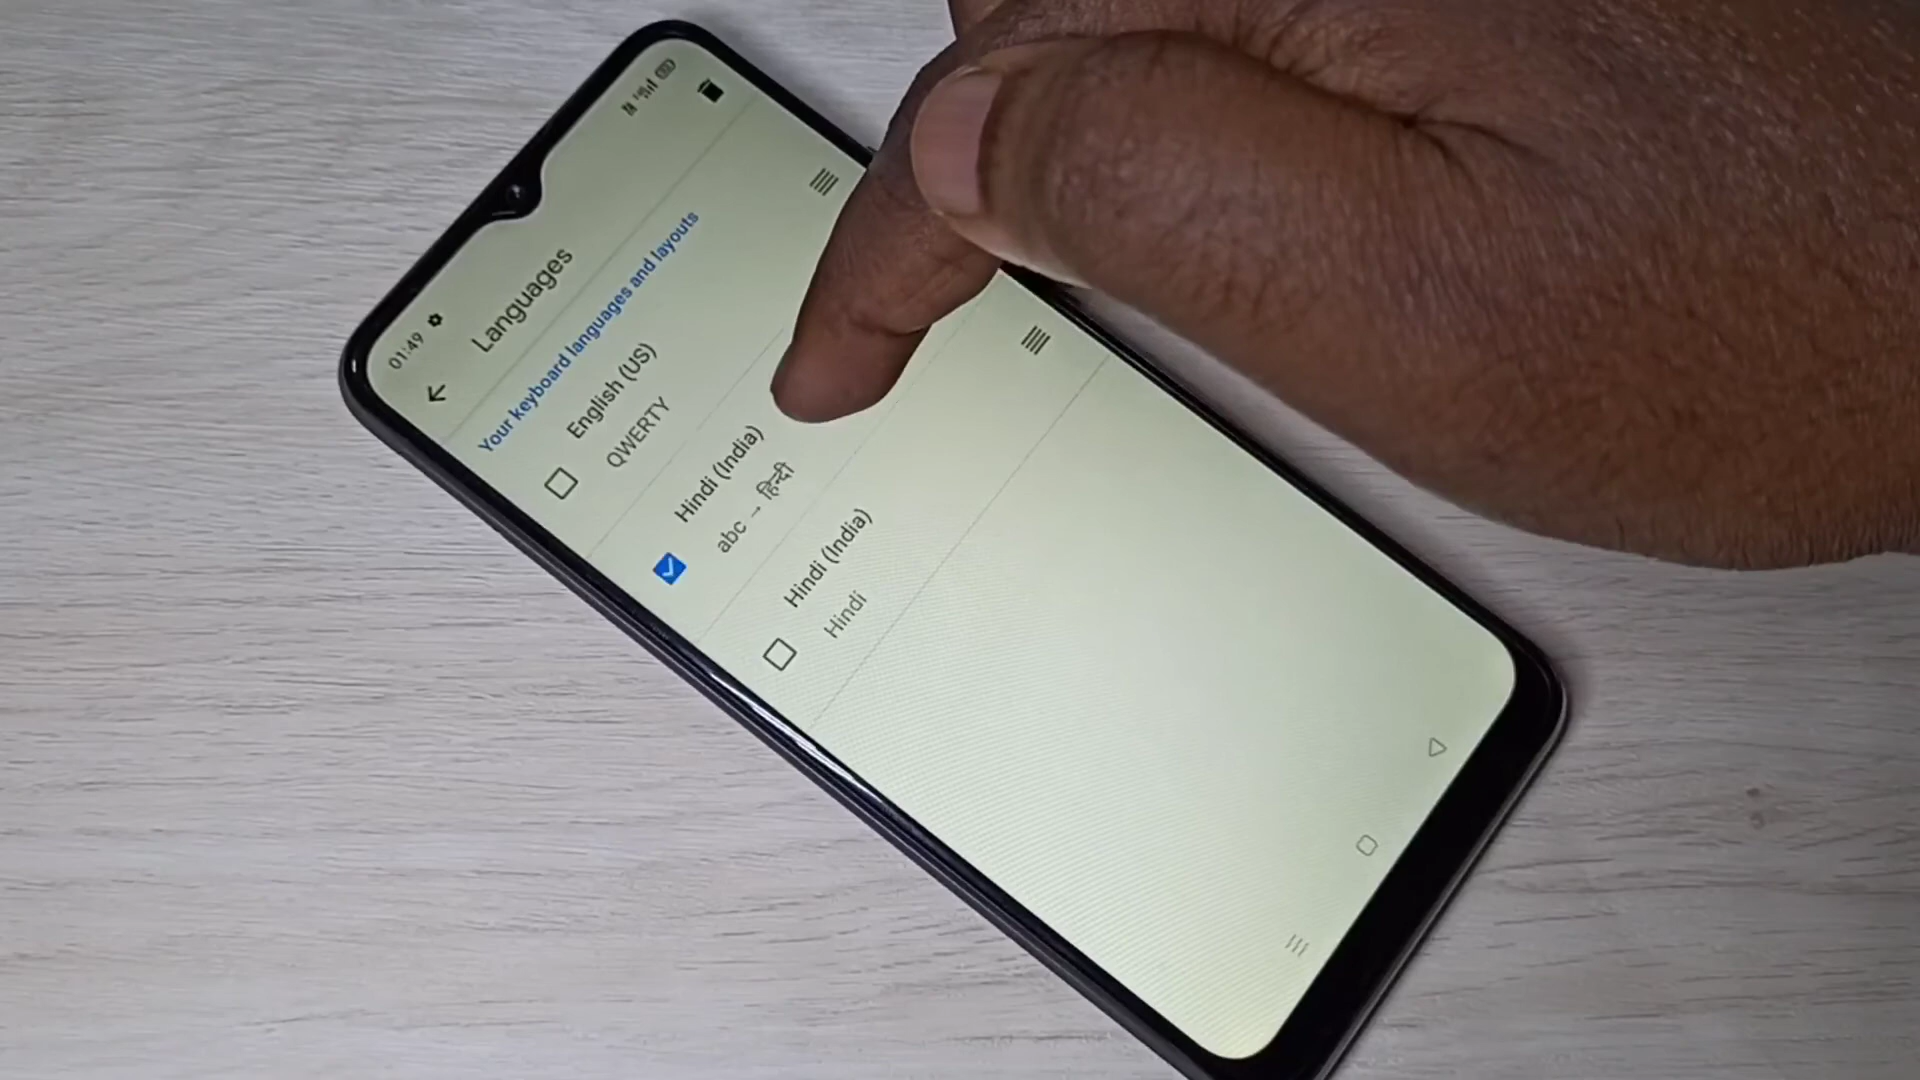 01:49
Languages
Your keyboard languages and layouts
English (US)
QWERTY
Hindi (India)
abc → हिन्दी
Hindi (India)
Hindi